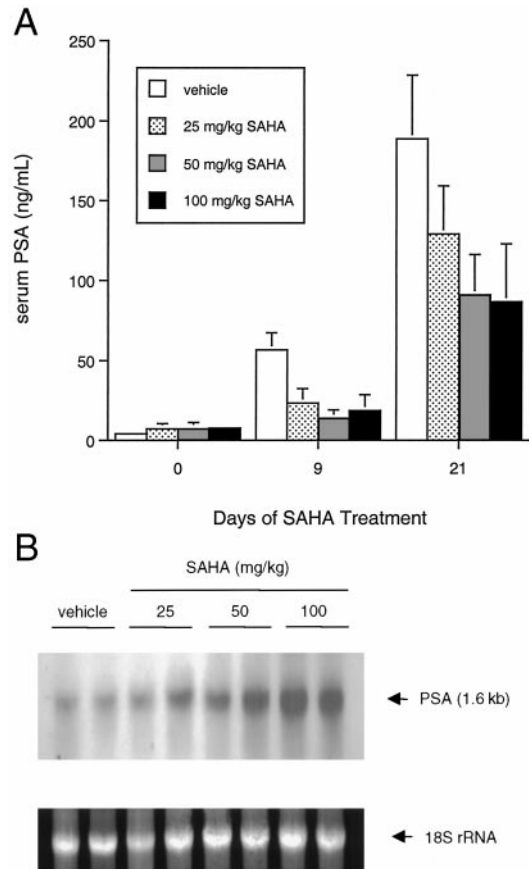 A
250
200
150
100
50
0
serum PSA (ng/mL)
vehicle
25 mg/kg SAHA
50 mg/kg SAHA
100 mg/kg SAHA
0 9 21
Days of SAHA Treatment
B
SAHA (mg/kg)
vehicle 25 50 100
PSA (1.6 kb)
18S rRNA